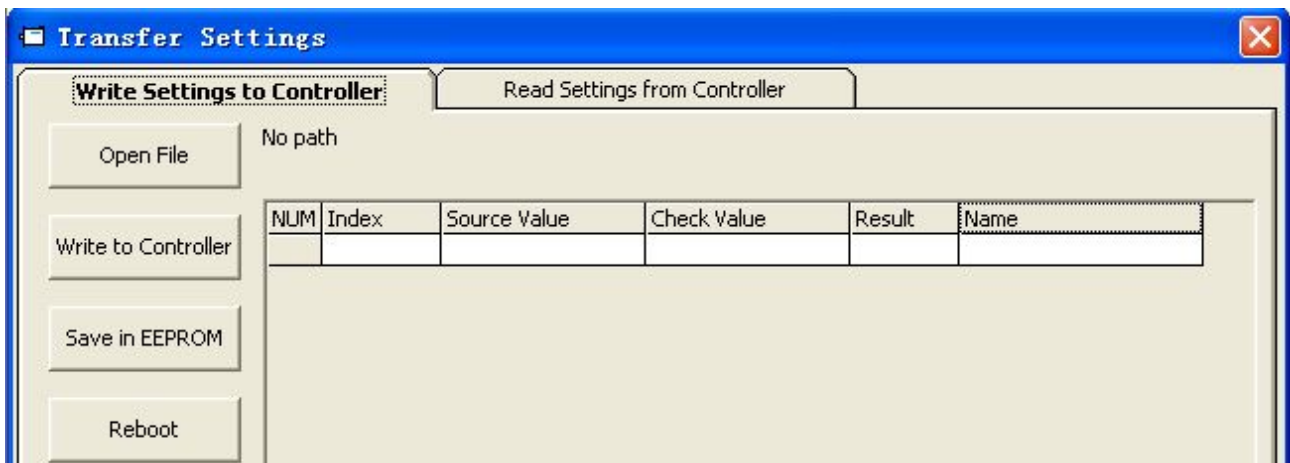 Transfer Settings
Write Settings to Controller
Read Settings from Controller
Open File
No path
NUM Index Source Value Check Value Result Name
Write to Controller
Save in EEPROM
Reboot